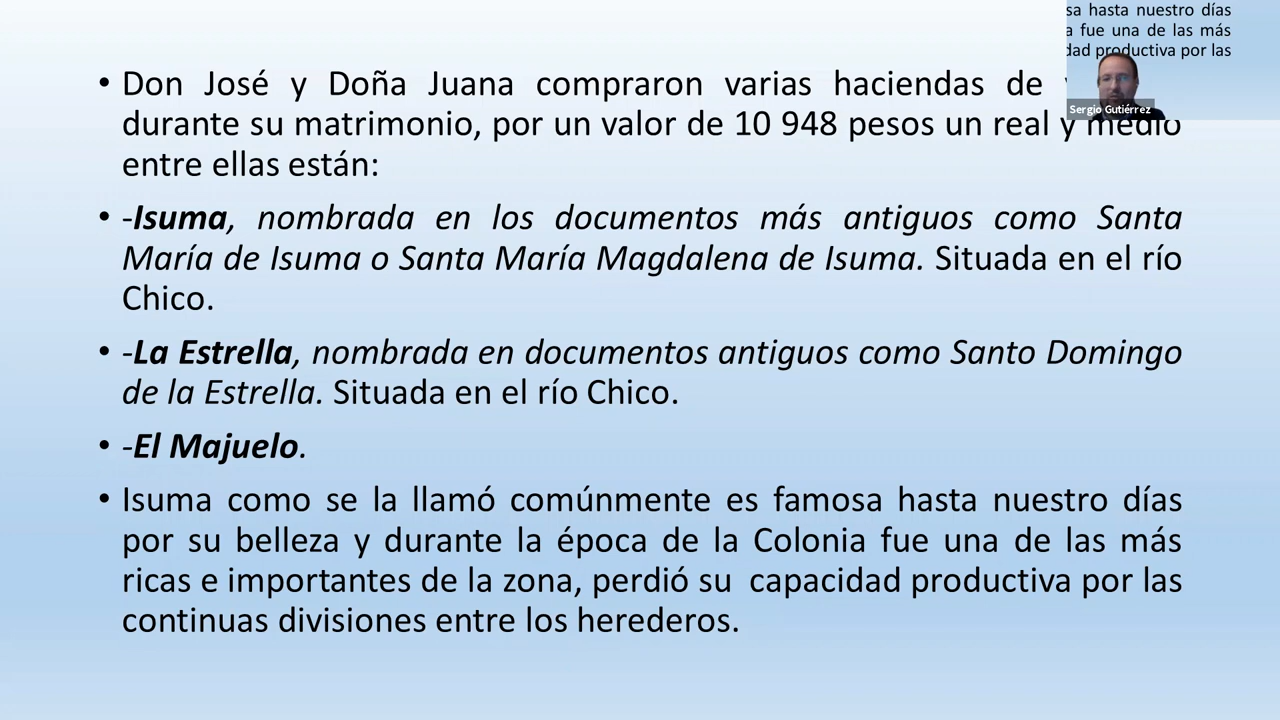 sa hasta nuestro días
a fue una de las más
dad productiva por las
Sergio Gutiérrez
• Don José y Doña Juana compraron varias haciendas de
durante su matrimonio, por un valor de 10 948 pesos un real y medio
entre ellas están:
• -Isuma, nombrada en los documentos más antiguos como Santa
María de Isuma o Santa María Magdalena de Isuma. Situada en el río
Chico.
• -La Estrella, nombrada en documentos antiguos como Santo Domingo
de la Estrella. Situada en el río Chico.
• -El Majuelo.
• Isuma como se la llamó comúnmente es famosa hasta nuestro días
por su belleza y durante la época de la Colonia fue una de las más
ricas e importantes de la zona, perdió su capacidad productiva por las
continuas divisiones entre los herederos.